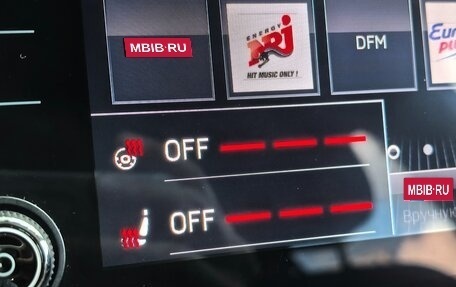 MBIB·RU
ENERGY
NRJ
HIT MUSIC ONLY !
DFM
OFF
OFF
MBIB·RU